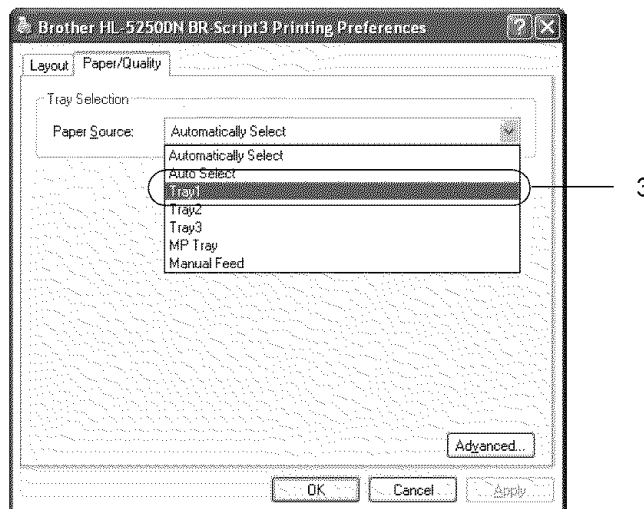 Brother HL-5250DN BR-Script3 Printing Preferences
Layout Paper/Quality
Tray Selection
Paper Source: Automatically Select
Automatically Select
Auto Select
Tray1
Tray2
Tray3
MP Tray
Manual Feed
3
Advanced...
OK Cancel Apply